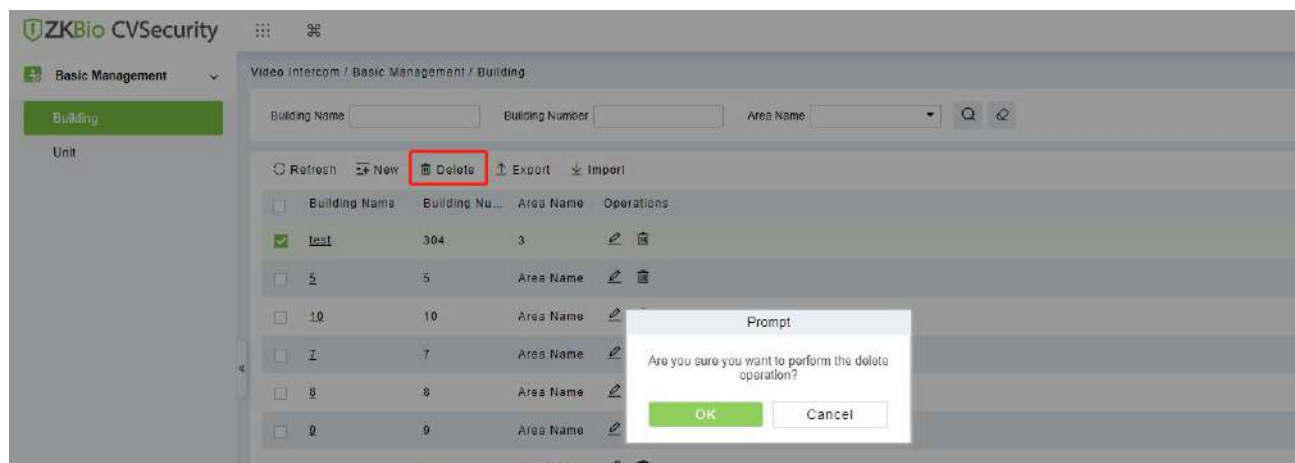 ZKBio CVSecurity
Basic Management
Video Intercom / Basic Management / Building
Building
Building Name Building Number Area Name
Unit
Refresh New Delete Export Import
Building Name Building Nu... Area Name Operations
test 304 3
5 5 Area Name
10 10 Area Name
7 7 Area Name
8 8 Area Name
9 9 Area Name
Prompt
Are you sure you want to perform the delete
operation?
OK Cancel